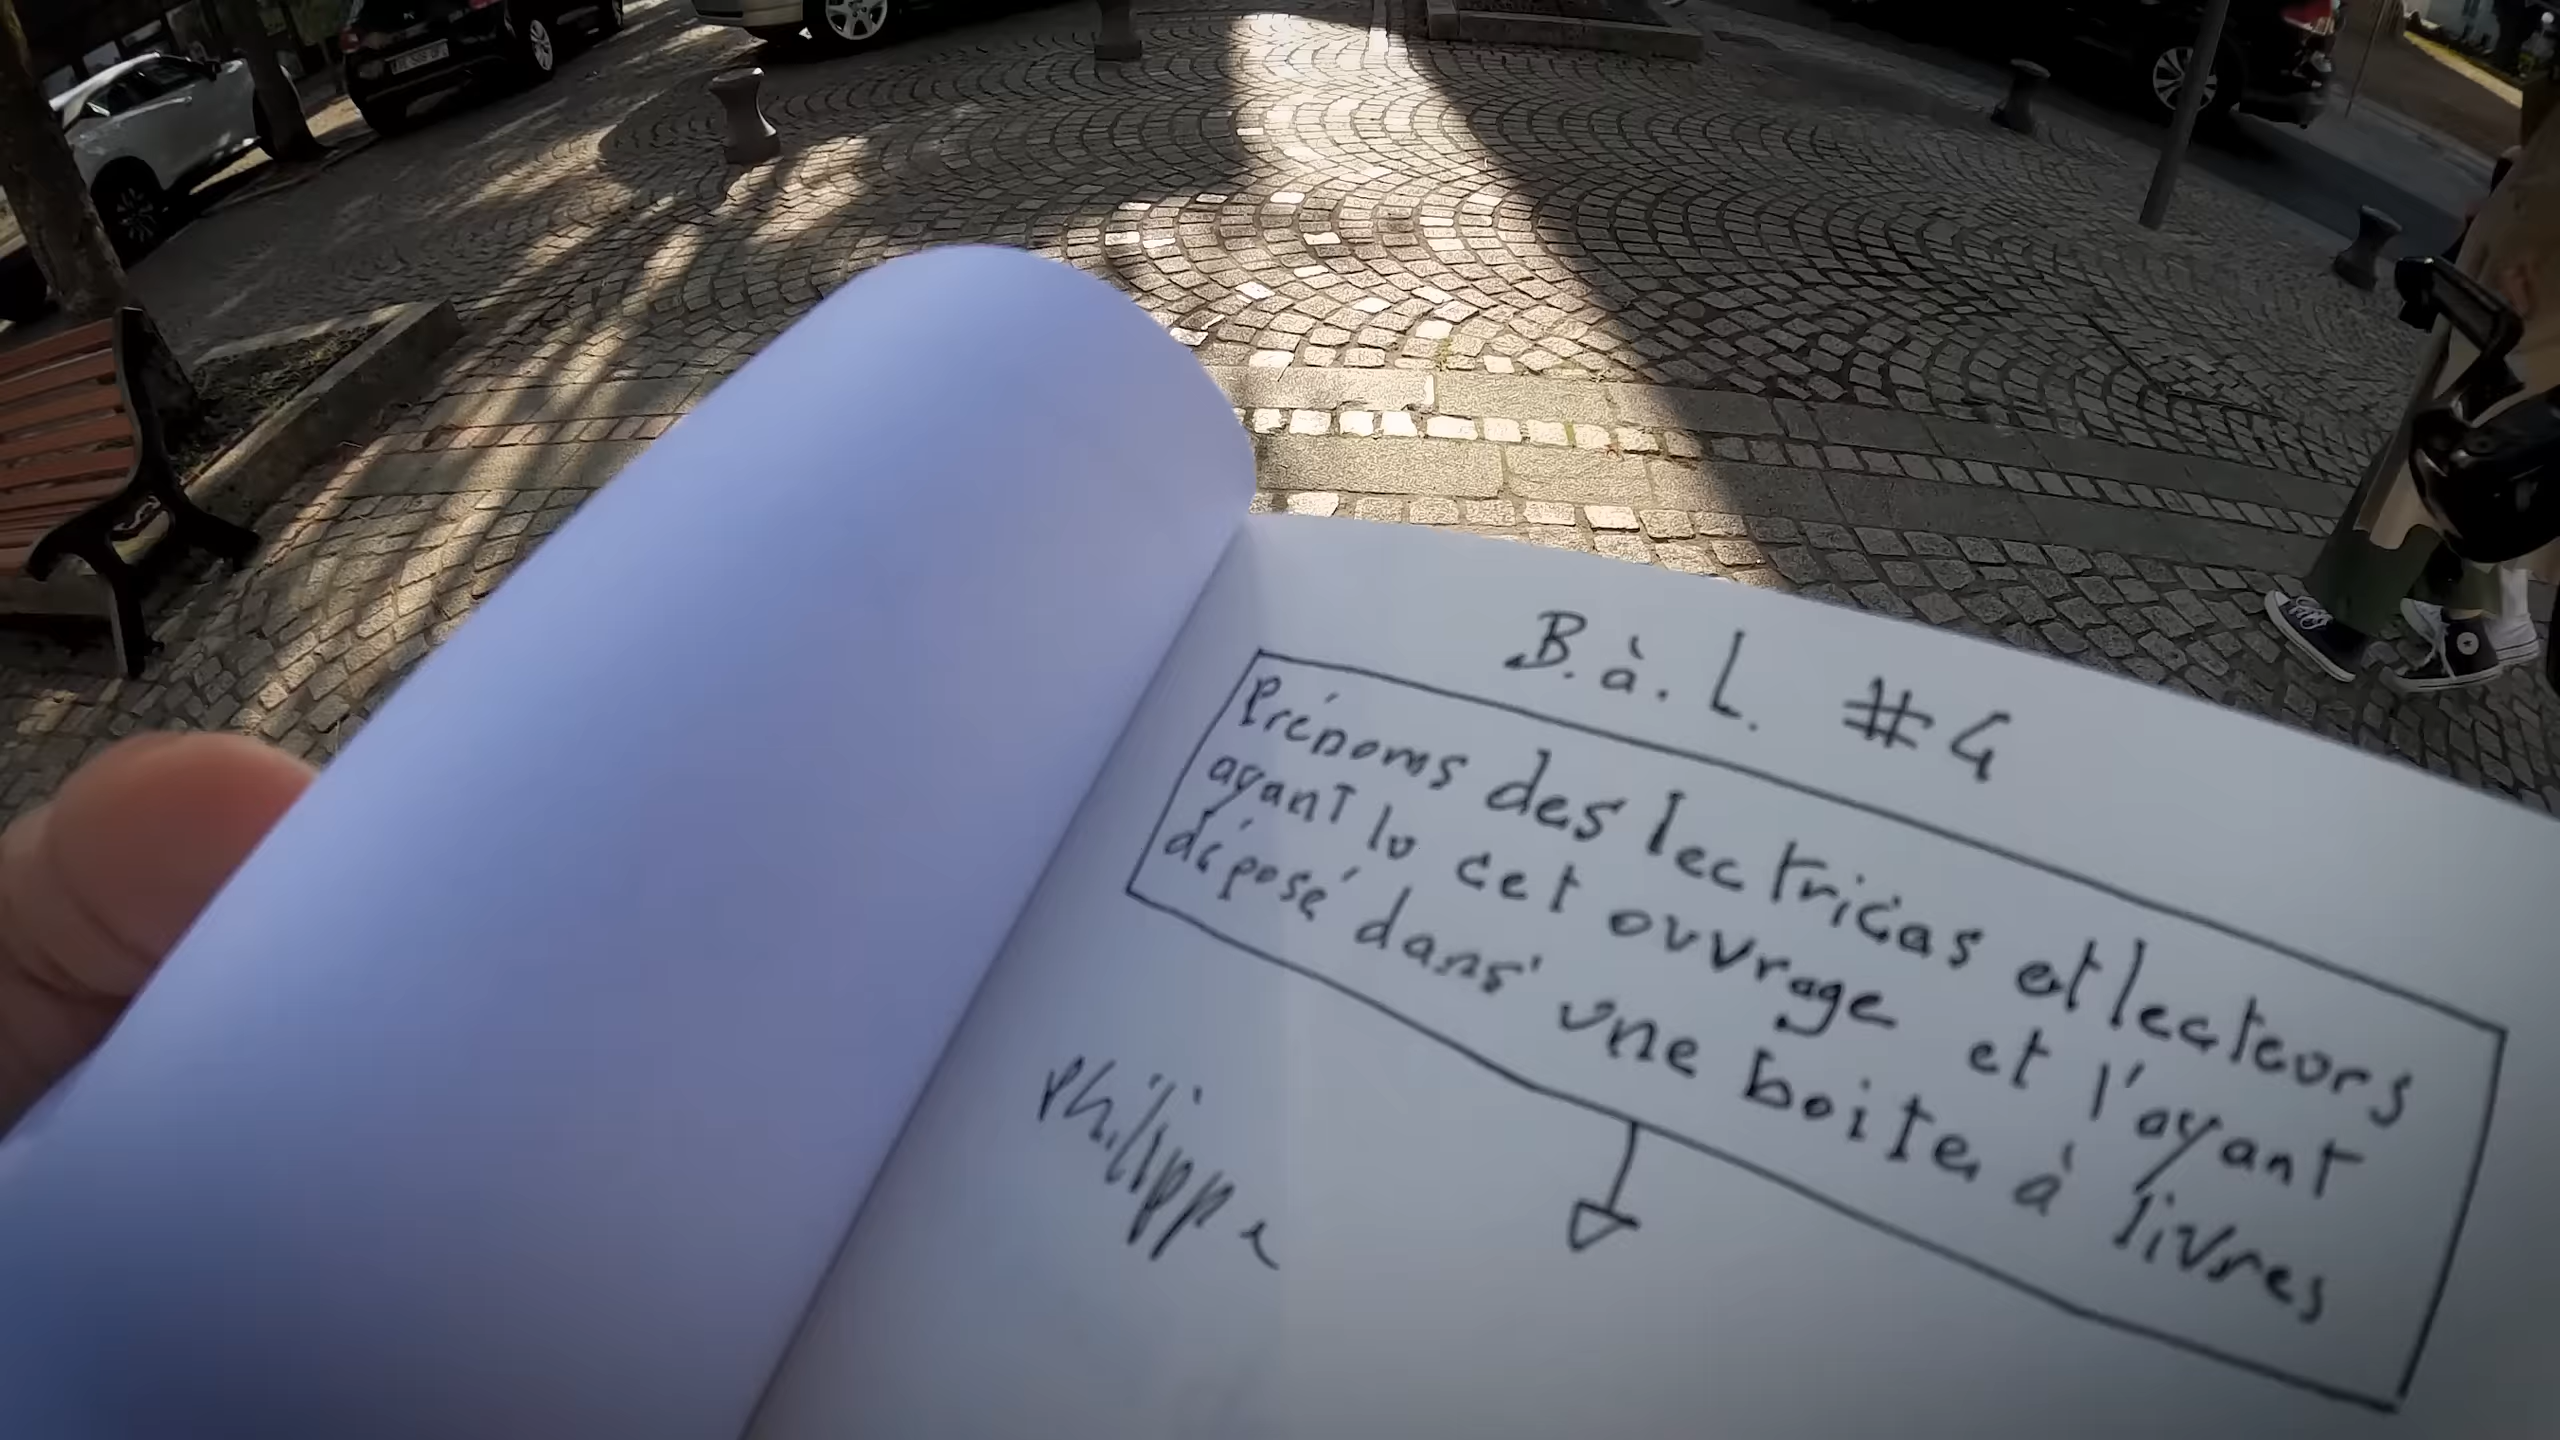 B.à.L. #4
Prénoms des lectrices et lecteurs
ayant lu cet ouvrage et l'ayant
déposé dans une boite à livres
Philippe